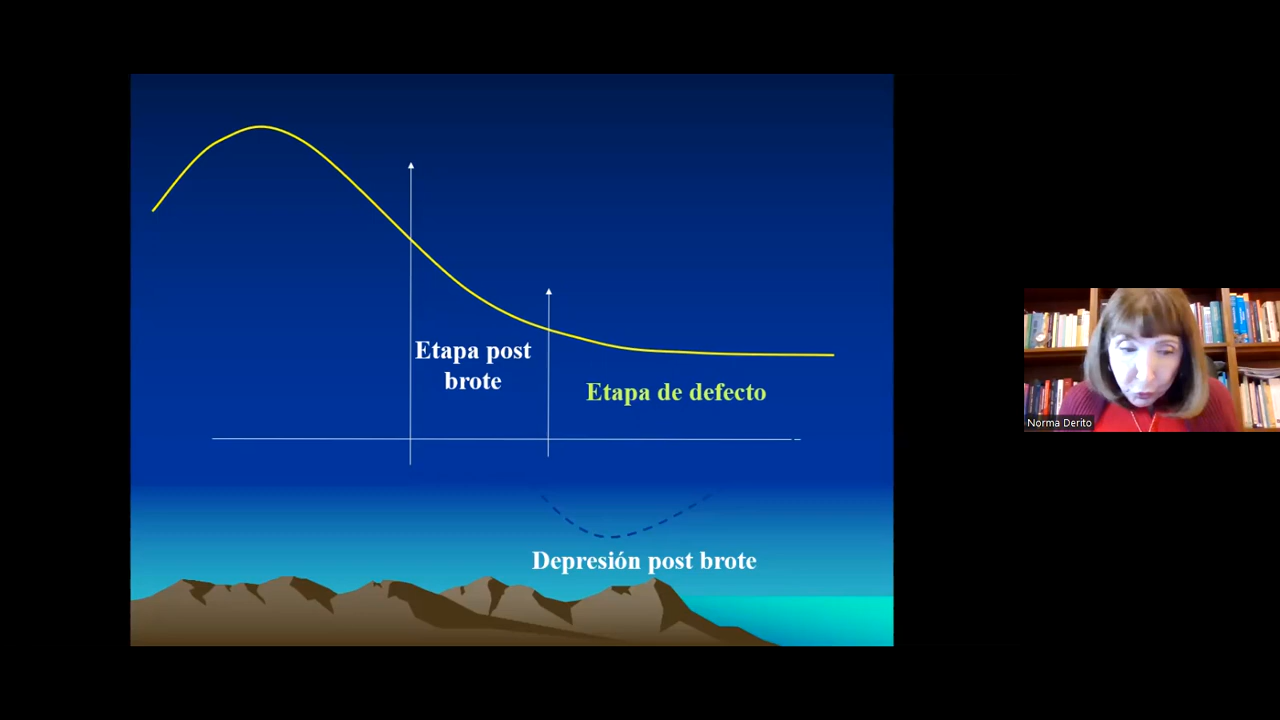 Etapa post
brote
Etapa de defecto
Depresión post brote
Norma Derito